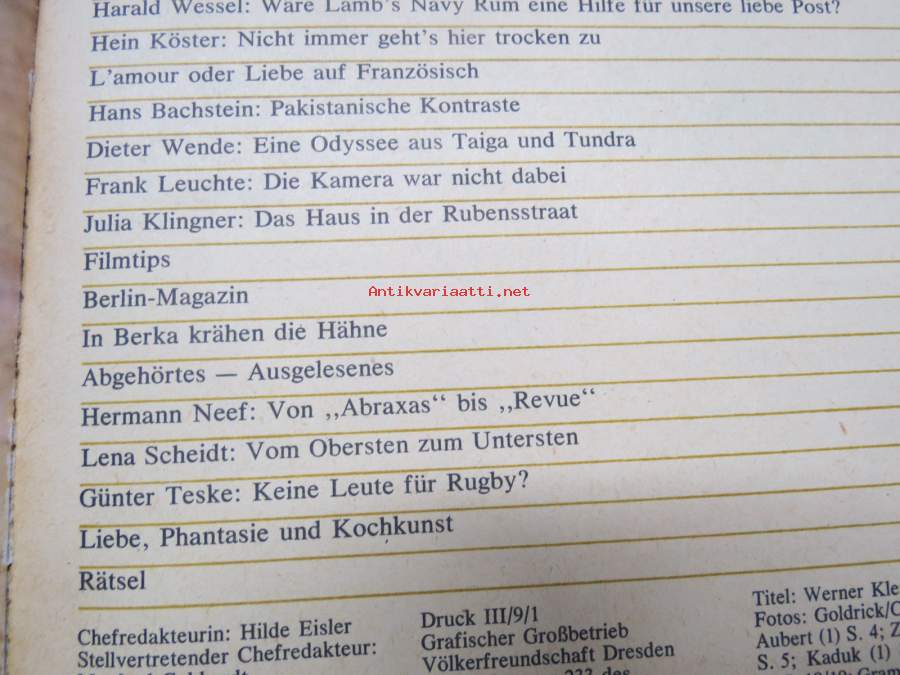 Harald Wessel: Wäre Lamb's Navy Rum eine Hilfe für unsere liebe Post?
Hein Köster: Nicht immer geht's hier trocken zu
L'amour oder Liebe auf Französisch
Hans Bachstein: Pakistanische Kontraste
Dieter Wende: Eine Odyssee aus Taiga und Tundra
Frank Leuchte: Die Kamera war nicht dabei
Julia Klingner: Das Haus in der Rubensstraat
Filmtips
Berlin-Magazin
Antikvariaatti.net
In Berka krähen die Hähne
Abgehörtes — Ausgelesenes
Hermann Neef: Von „Abraxas“ bis „Revue“
Lena Scheidt: Vom Obersten zum Untersten
Günter Teske: Keine Leute für Rugby?
Liebe, Phantasie und Kochkunst
Rätsel
Chefredakteurin: Hilde Eisler
Stellvertretender Chefredakteur:
Druck III/9/1
Grafischer Großbetrieb
Völkerfreundschaft Dresden
Titel: Werner Kle
Fotos: Goldrick/C
Aubert (1) S. 4; Z
S. 5; Kaduk (1)